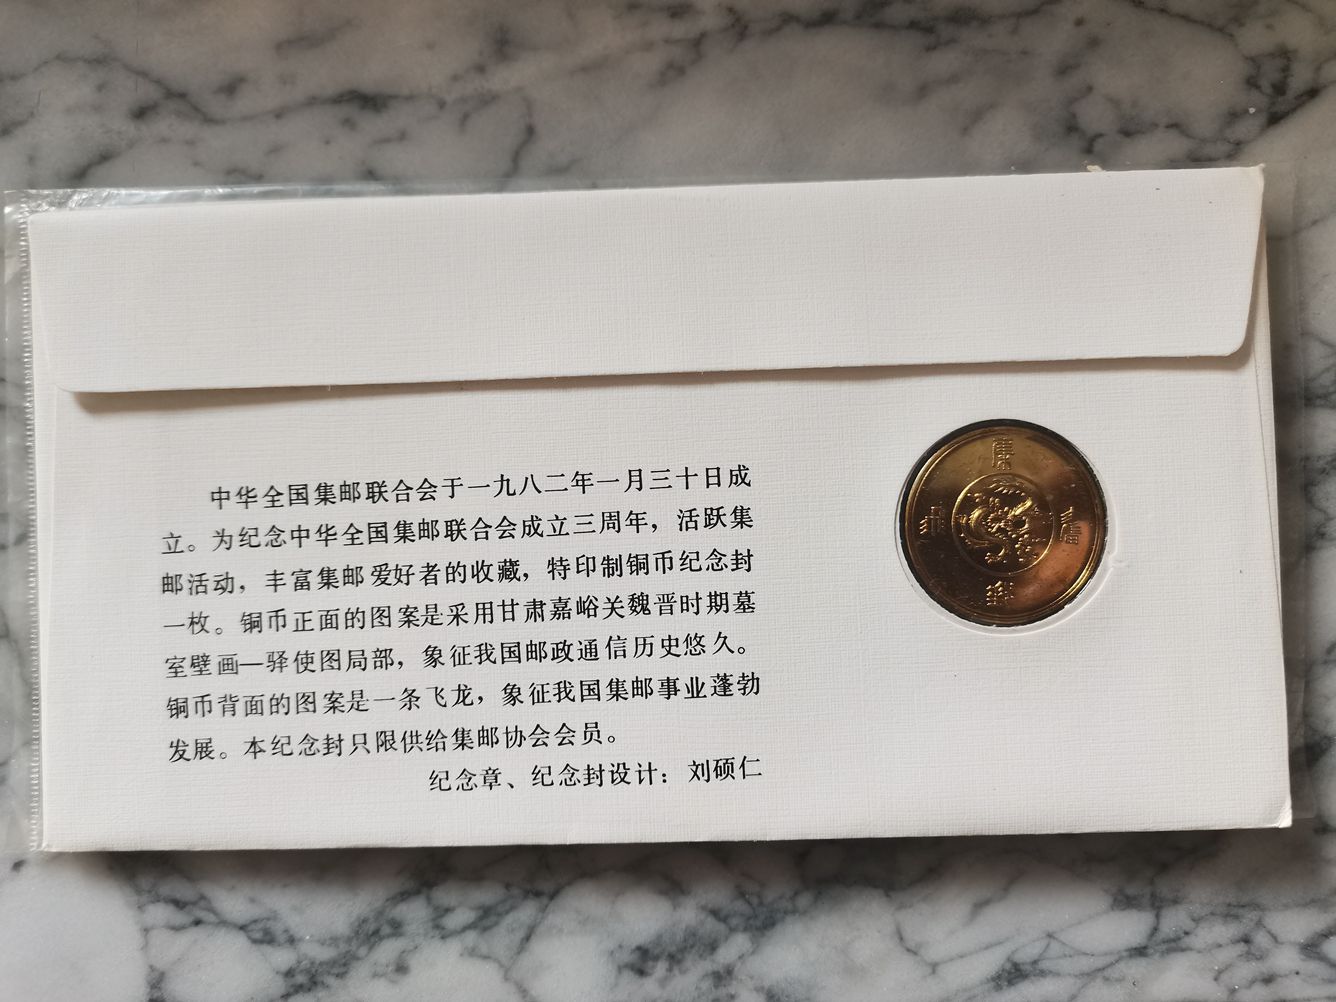 中华全国集邮联合会于一九八二年一月三十日成
立。为纪念中华全国集邮联合会成立三周年，活跃集
邮活动，丰富集邮爱好者的收藏，特印制铜币纪念封
一枚。铜币正面的图案是采用甘肃嘉峪关魏晋时期墓
室壁画—驿使图局部，象征我国邮政通信历史悠久。
铜币背面的图案是一条飞龙，象征我国集邮事业蓬勃
发展。本纪念封只限供给集邮协会会员。
纪念章、纪念封设计：刘硕仁